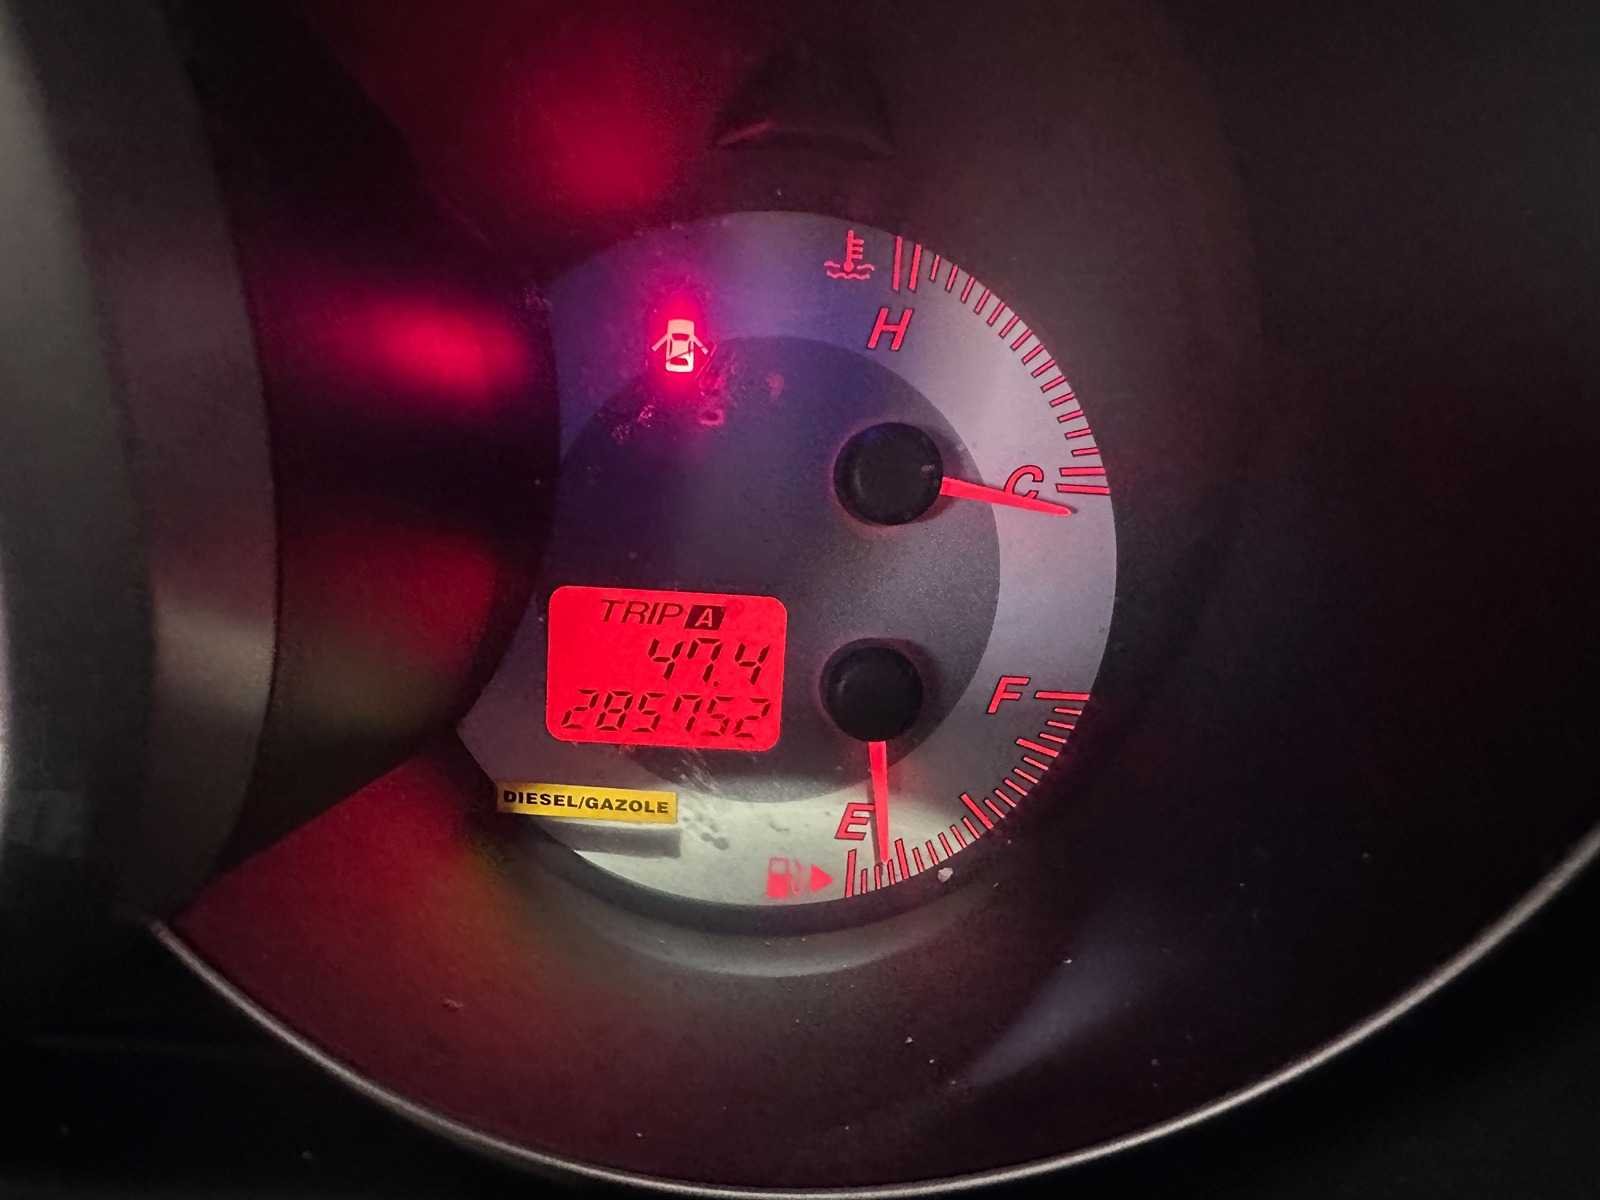 H
C
TRIP A
47.4
285752
F
DIESEL/GAZOLE
E